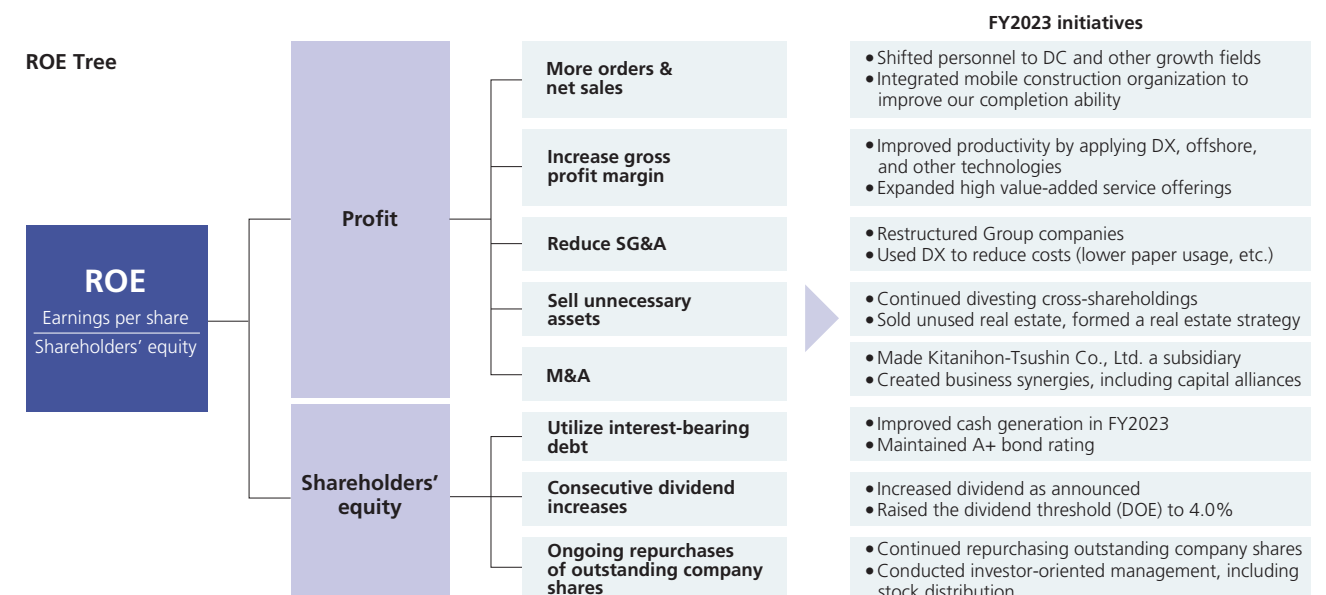 FY2023 initiatives
ROE Tree
ROE
Earnings per share
Shareholders' equity
Profit
More orders &
net sales
• Shifted personnel to DC and other growth fields
• Integrated mobile construction organization to
improve our completion ability
Increase gross
profit margin
• Improved productivity by applying DX, offshore,
and other technologies
• Expanded high value-added service offerings
Reduce SG&A
• Restructured Group companies
• Used DX to reduce costs (lower paper usage, etc.)
Sell unnecessary
assets
• Continued divesting cross-shareholdings
• Sold unused real estate, formed a real estate strategy
M&A
• Made Kitanihon-Tsushin Co., Ltd. a subsidiary
• Created business synergies, including capital alliances
Shareholders'
equity
Utilize interest-bearing
debt
• Improved cash generation in FY2023
• Maintained A+ bond rating
Consecutive dividend
increases
• Increased dividend as announced
• Raised the dividend threshold (DOE) to 4.0%
Ongoing repurchases
of outstanding company
shares
• Continued repurchasing outstanding company shares
• Conducted investor-oriented management, including
stock distribution